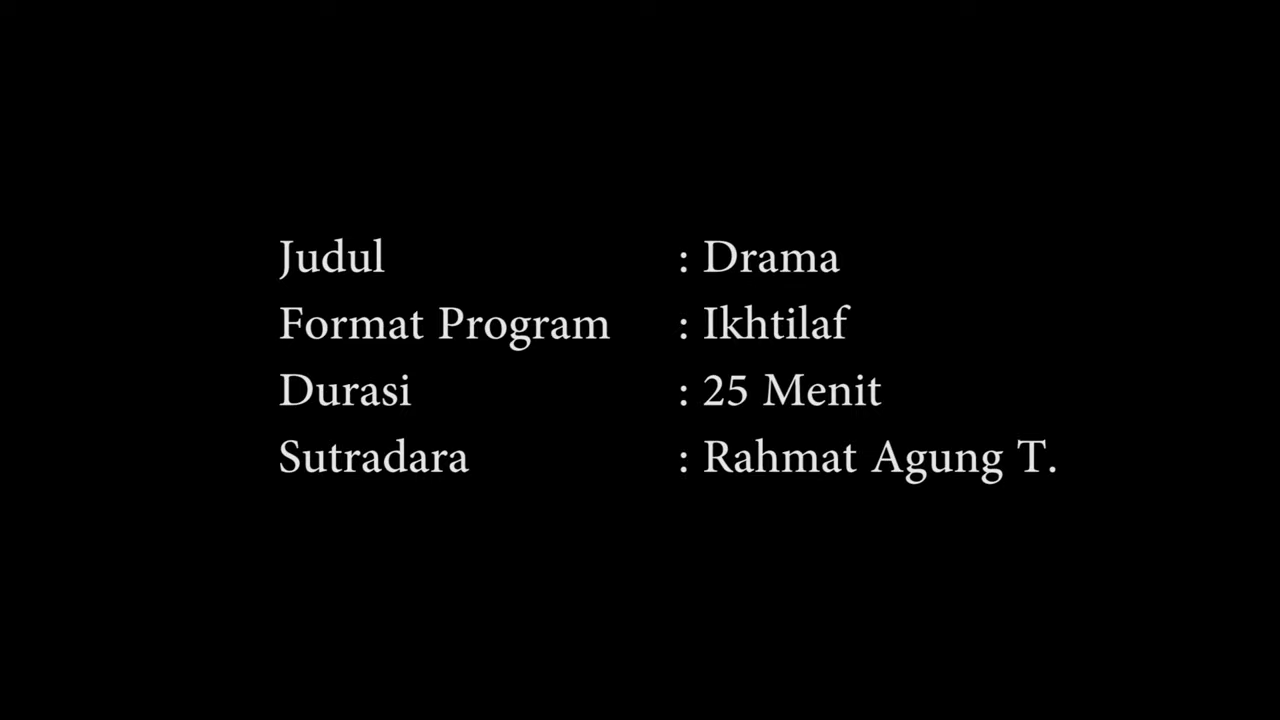 Judul : Drama
Format Program : Ikhtilaf
Durasi : 25 Menit
Sutradara : Rahmat Agung T.